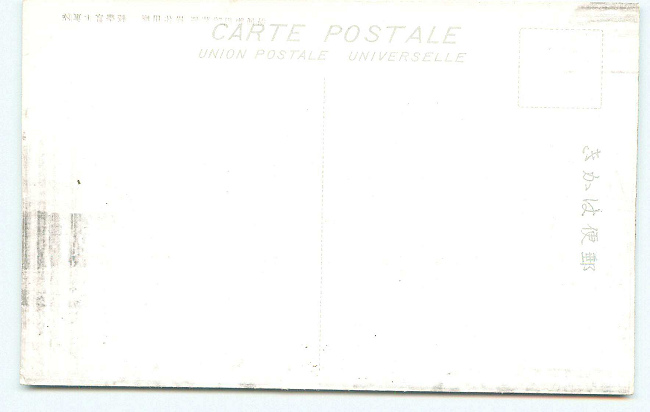 CARTE POSTALE
UNION POSTALE UNIVERSELLE
郵便はかき